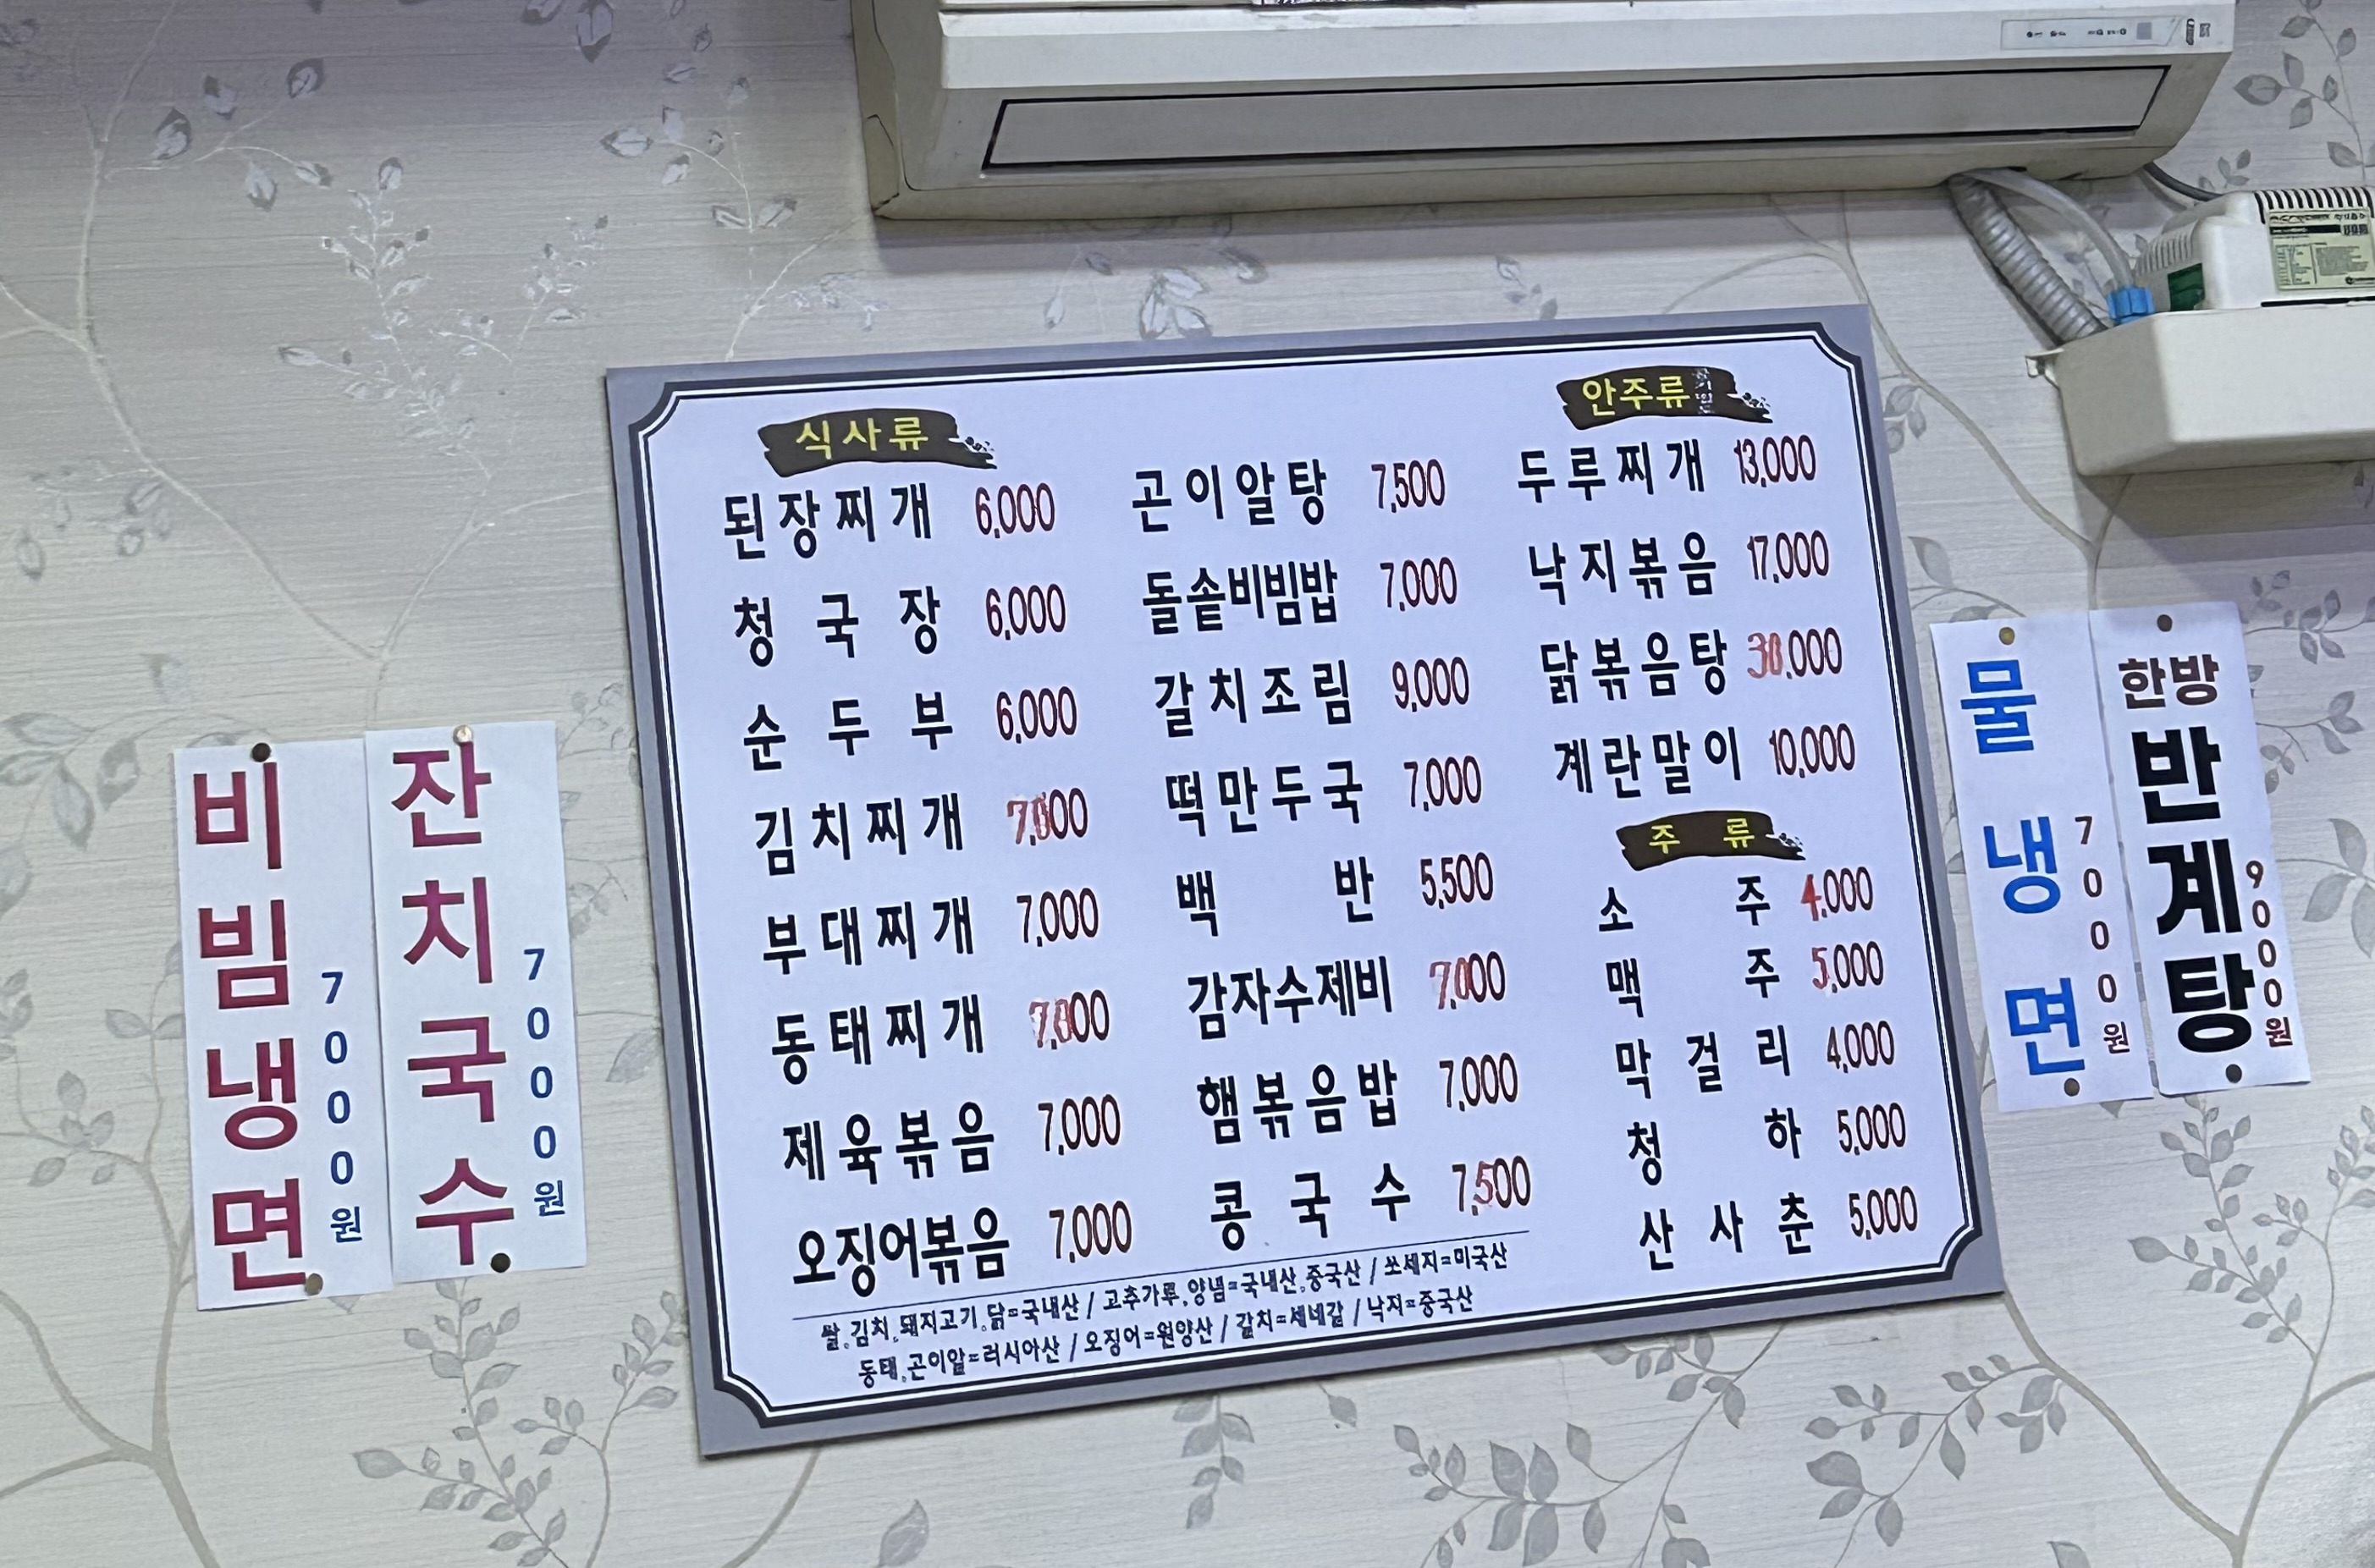 식사류
된장찌개 6,000
청국장 6,000
순두부 6,000
김치찌개 7,000
부대찌개 7,000
동태찌개 7,000
제육볶음 7,000
오징어볶음 7,000
곤이알탕 7,500
돌솥비빔밥 7,000
갈치조림 9,000
떡만두국 7,000
백반 5,500
감자수제비 7,000
햄볶음밥 7,000
콩국수 7,500
안주류
두루찌개 13,000
낙지볶음 17,000
닭볶음탕 30,000
계란말이 10,000
주류
소주 4,000
맥주 5,000
막걸리 4,000
청하 5,000
산사춘 5,000
쌀,김치,돼지고기,닭=국내산 / 고추가루,양념=국내산,중국산 / 쏘세지=미국산
동태,곤이알=러시아산 / 오징어=원양산 / 갈치=세네갈 / 낙지=중국산
비빔냉면 7000원
잔치국수 7000원
물냉면 7000원
한방 반계탕 9000원